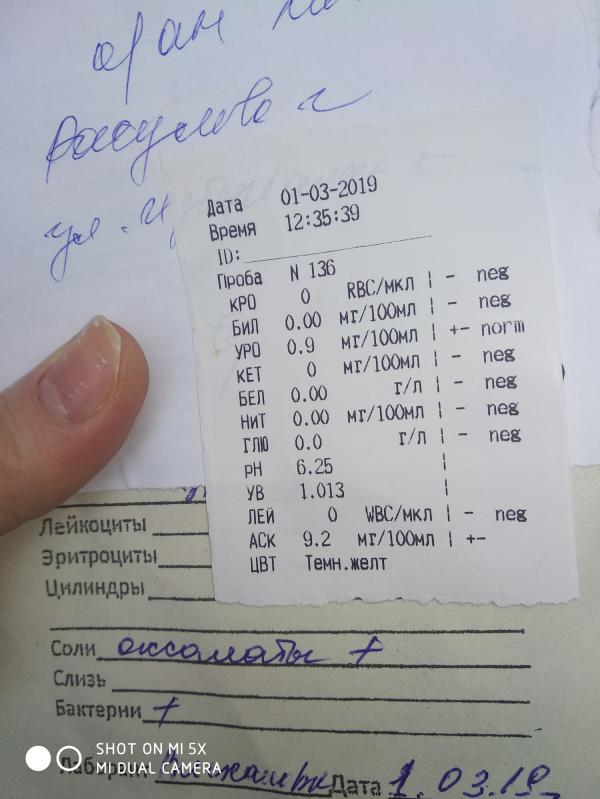 Дата 01-03-2019
Время 12:35:39
ID:
Проба N 136
КРО 0 RBC/мкл | - neg
БИЛ 0.00 мг/100мл | - neg
УРО 0.9 мг/100мл | +- norm
КЕТ 0 мг/100мл | - neg
БЕЛ 0.00 г/л | - neg
НИТ 0.00 мг/100мл | - neg
ГЛЮ 0.0 г/л | - neg
pH 6.25 |
УВ 1.013 |
ЛЕЙ 0 WBC/мкл | - neg
АСК 9.2 мг/100мл | +-
ЦВТ Темн.желт
Лейкоциты
Эритроциты
Цилиндры
Соли оксалаты +
Слизь
Бактерии +
Дата 1.03.19
SHOT ON MI 5X
MI DUAL CAMERA